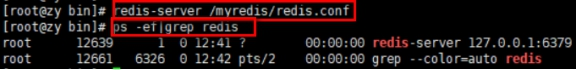 [root@zy bin]# redis-server /myredis/redis.conf
[root@zy bin]# ps -ef|grep redis
root 12639 1 0 12:41 ? 00:00:00 redis-server 127.0.0.1:6379
root 12661 6326 0 12:42 pts/2 00:00:00 grep --color=auto redis